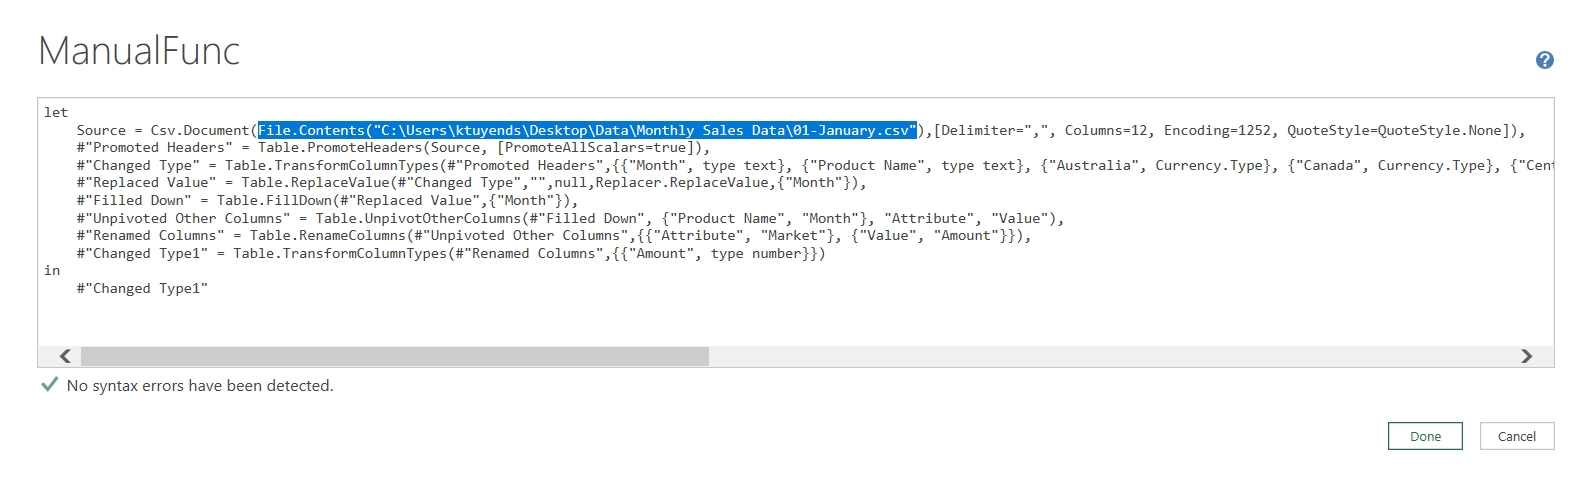 ManualFunc
?
let
    Source = Csv.Document(File.Contents("C:\Users\ktuyends\Desktop\Data\Monthly Sales Data\01-January.csv"),[Delimiter=",", Columns=12, Encoding=1252, QuoteStyle=QuoteStyle.None]),
    #"Promoted Headers" = Table.PromoteHeaders(Source, [PromoteAllScalars=true]),
    #"Changed Type" = Table.TransformColumnTypes(#"Promoted Headers",{{"Month", type text}, {"Product Name", type text}, {"Australia", Currency.Type}, {"Canada", Currency.Type}, {"Cent
    #"Replaced Value" = Table.ReplaceValue(#"Changed Type","",null,Replacer.ReplaceValue,{"Month"}),
    #"Filled Down" = Table.FillDown(#"Replaced Value",{"Month"}),
    #"Unpivoted Other Columns" = Table.UnpivotOtherColumns(#"Filled Down", {"Product Name", "Month"}, "Attribute", "Value"),
    #"Renamed Columns" = Table.RenameColumns(#"Unpivoted Other Columns",{{"Attribute", "Market"}, {"Value", "Amount"}}),
    #"Changed Type1" = Table.TransformColumnTypes(#"Renamed Columns",{{"Amount", type number}})
in
    #"Changed Type1"
No syntax errors have been detected.
Done Cancel